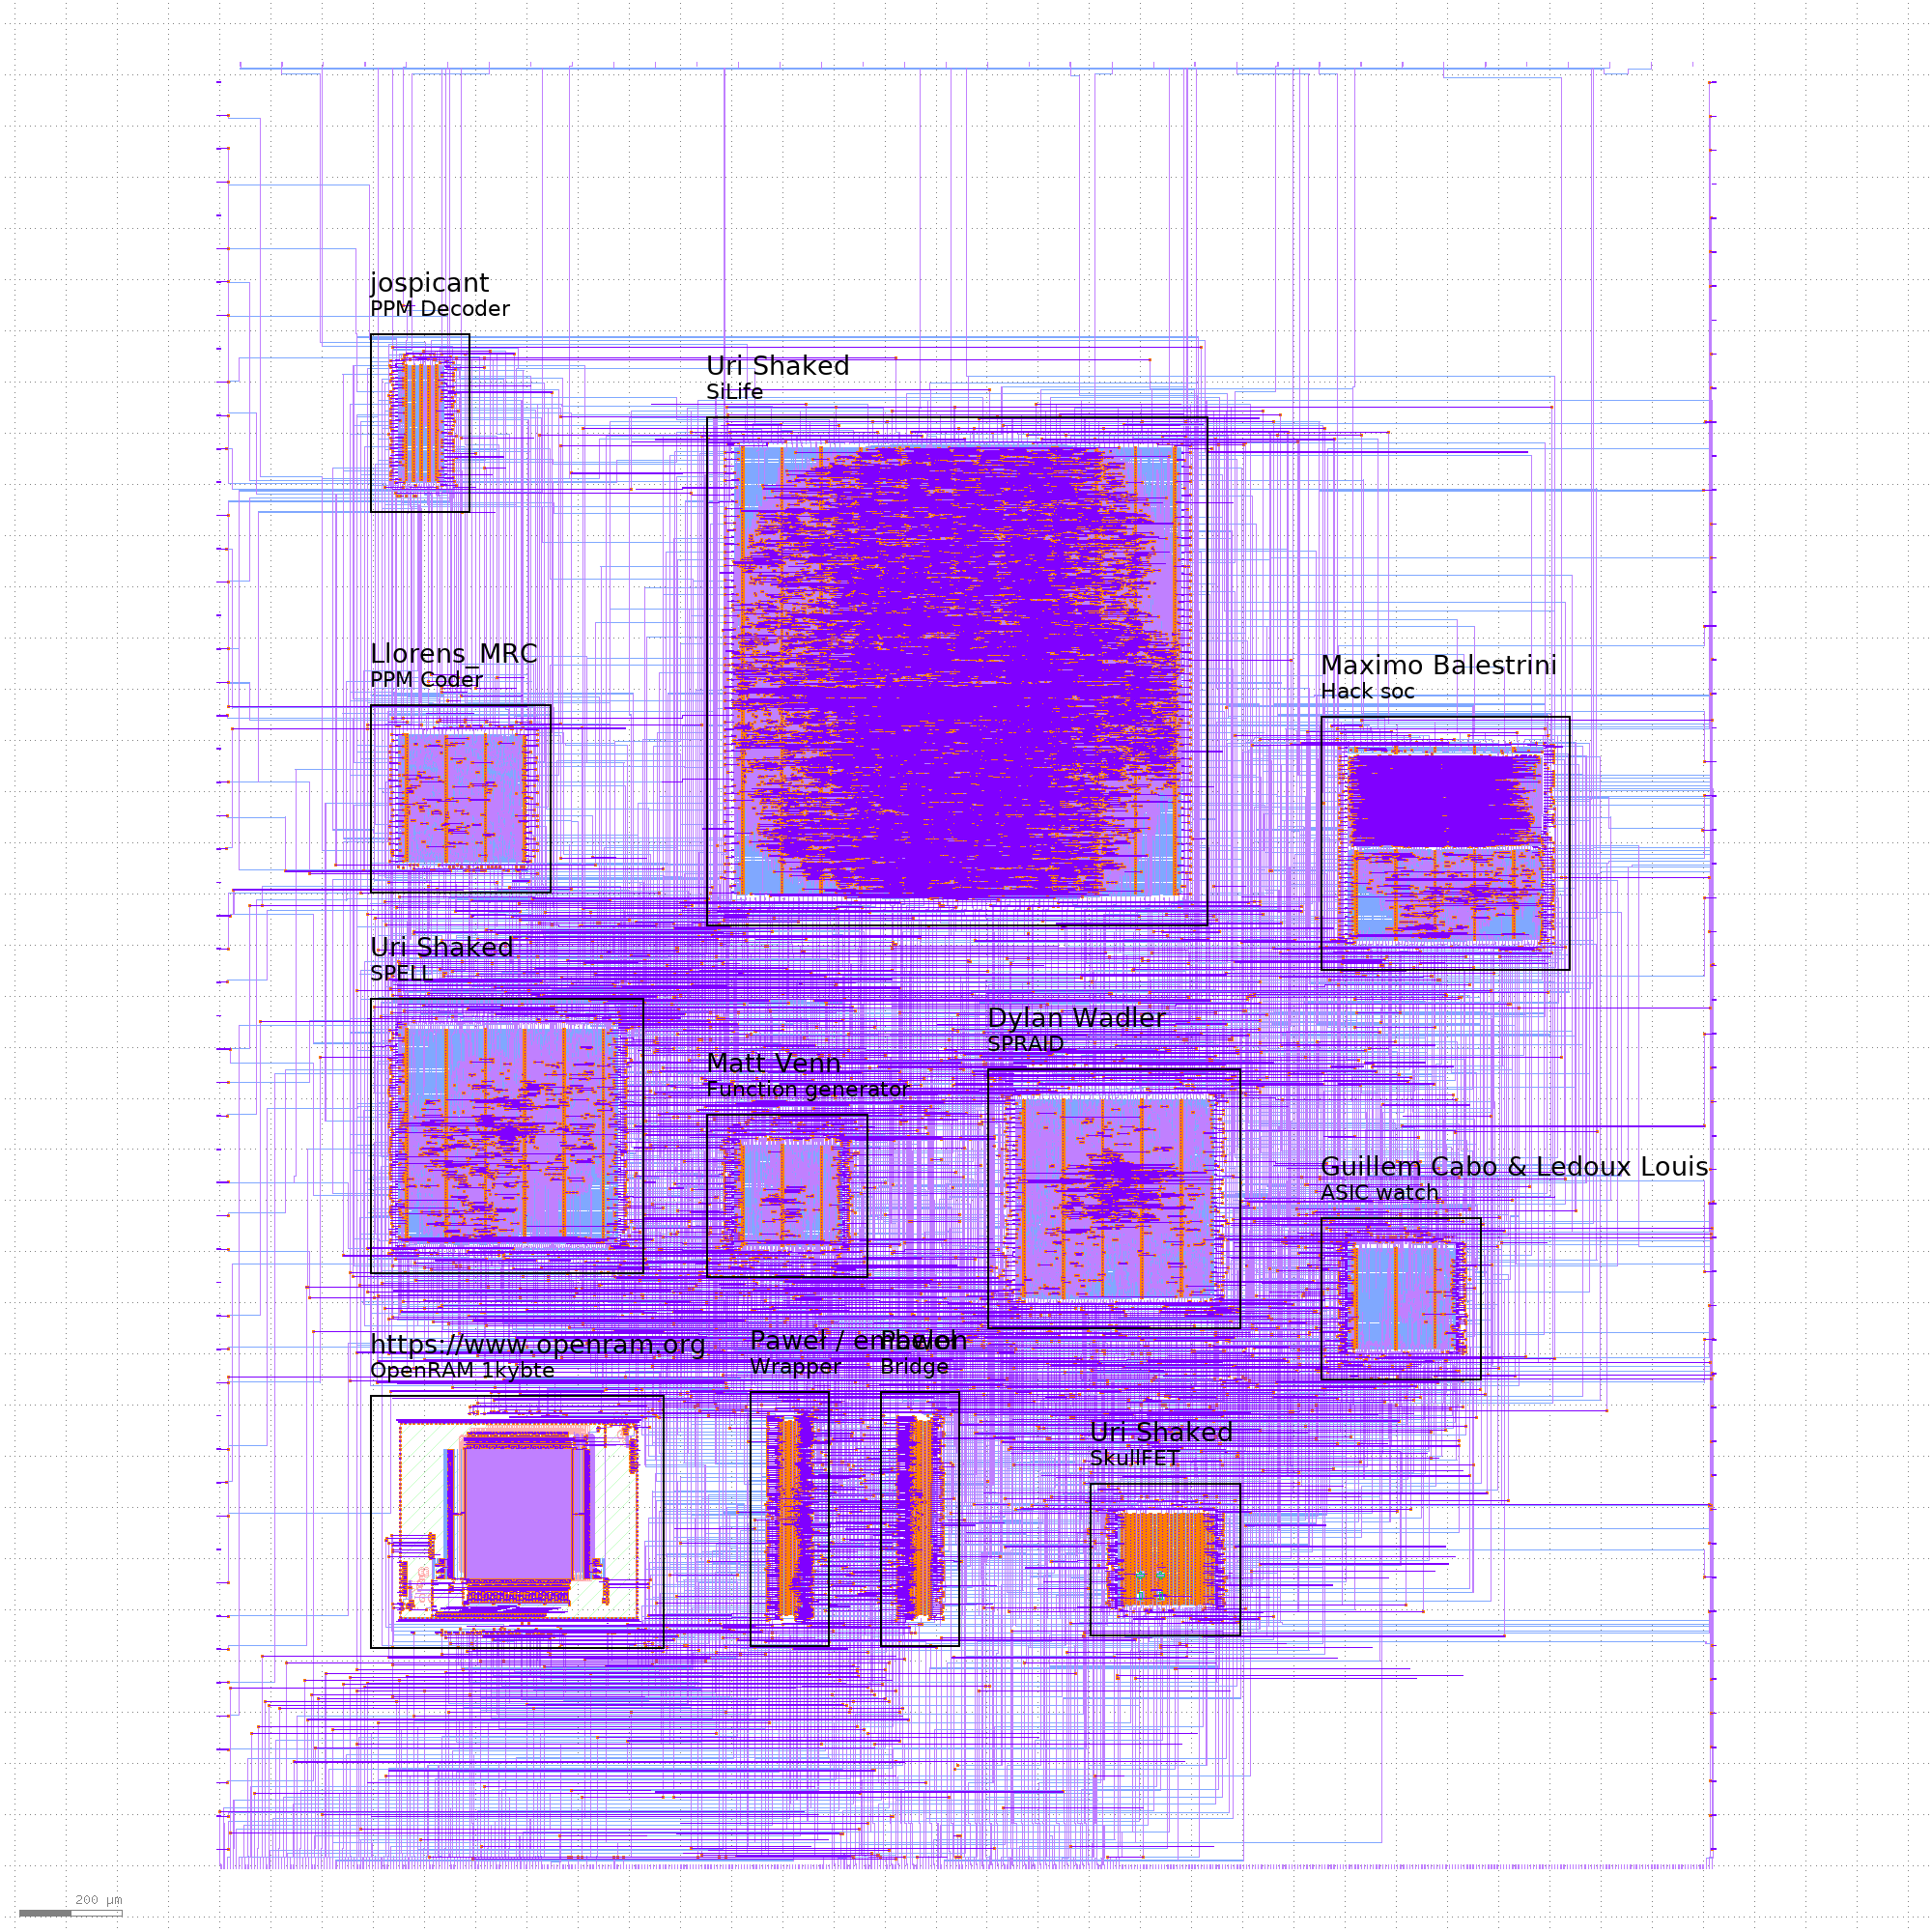 jospicant
PPM Decoder
Uri Shaked
SiLife
Llorens_MRC
PPM Coder
Maximo Balestrini
Hack soc
Uri Shaked
SPELL
Dylan Wadler
SPRAID
Matt Venn
Function generator
Guillem Cabo & Ledoux Louis
ASIC watch
https://www.openram.org
OpenRAM 1kybte
Pawel /
Wrapper
Bridge
Uri Shaked
SkullFET
200 µm